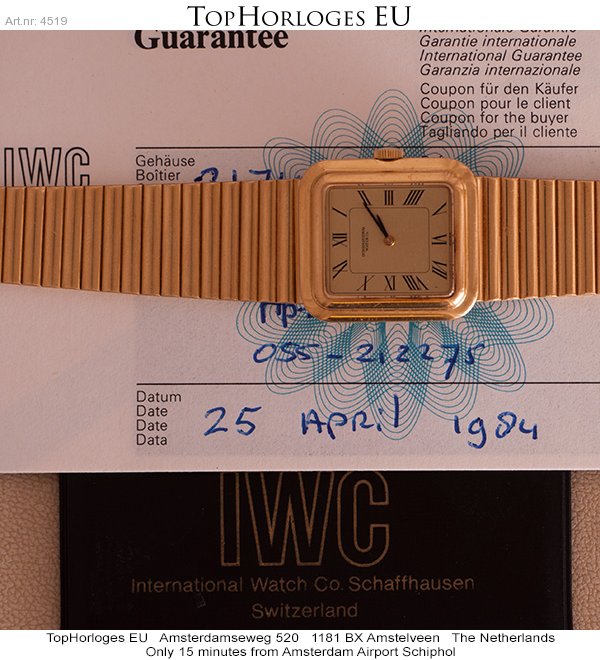 Art.nr: 4519
TOPHORLOGES EU
Guarantee
Garantie internationale
International Guarantee
Garanzia internazionale
Coupon für den Käufer
Coupon pour le client
Coupon for the buyer
Tagliando per il cliente
IWC
Gehäuse
Boîtier
055-212275
Datum
Date
Date
Data
25 April 1984
IWC
International Watch Co. Schaffhausen
Switzerland
TopHorloges EU Amsterdamseweg 520 1181 BX Amstelveen The Netherlands
Only 15 minutes from Amsterdam Airport Schiphol